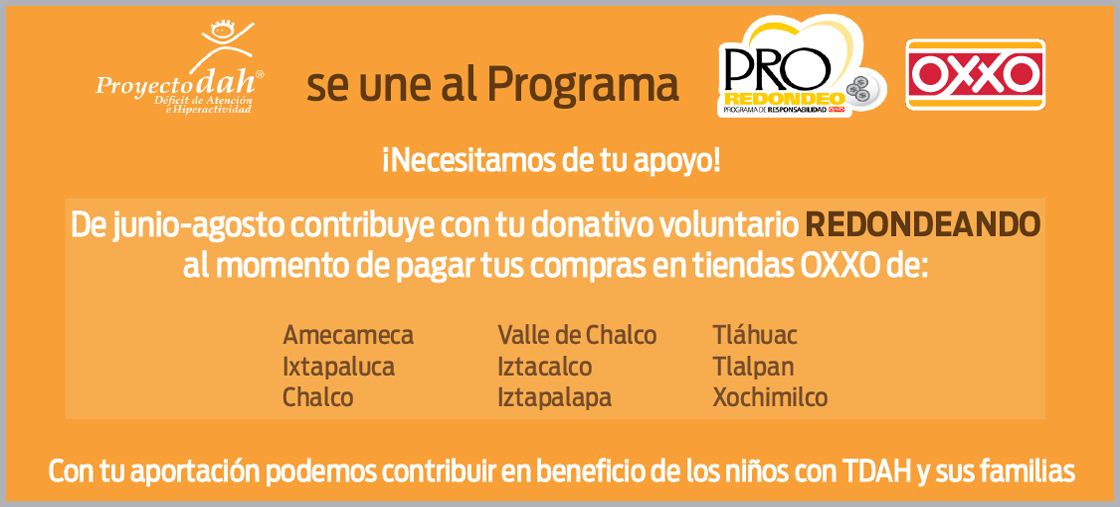 Proyecto dah®
Déficit de Atención
e Hiperactividad
se une al Programa
PRO
REDONDEO
PROGRAMA DE RESPONSABILIDAD OXXO
OXXO
¡Necesitamos de tu apoyo!
De junio-agosto contribuye con tu donativo voluntario REDONDEANDO
al momento de pagar tus compras en tiendas OXXO de:
Amecameca Valle de Chalco Tláhuac
Ixtapaluca Iztacalco Tlalpan
Chalco Iztapalapa Xochimilco
Con tu aportación podemos contribuir en beneficio de los niños con TDAH y sus familias